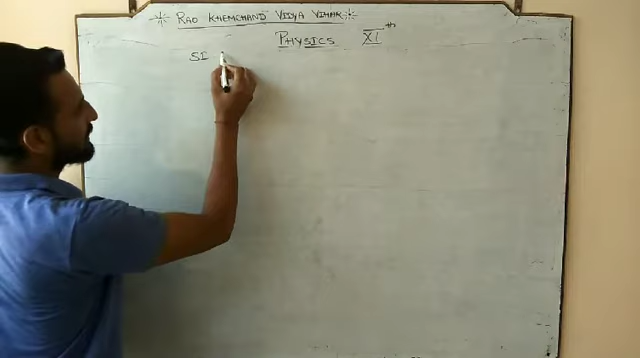 * RAO KHEMCHAND VIDYA VIHAR *
PHYSICS XIth
SI